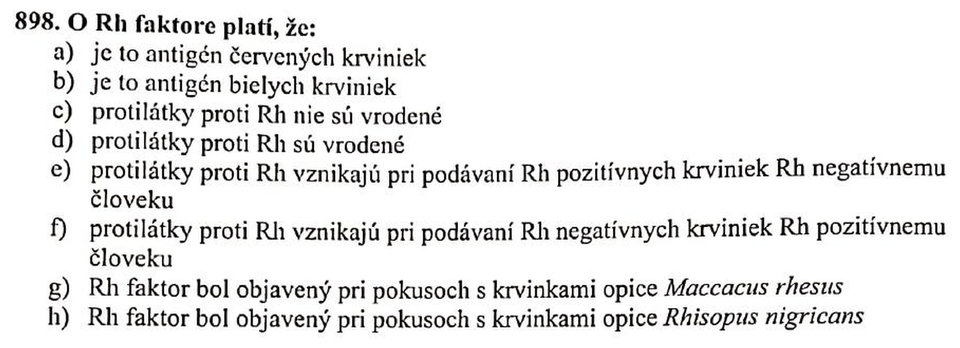 898. O Rh faktore platí, že:
a) je to antigén červených krviniek
b) je to antigén bielych krviniek
c) protilátky proti Rh nie sú vrodené
d) protilátky proti Rh sú vrodené
e) protilátky proti Rh vznikajú pri podávaní Rh pozitívnych krviniek Rh negatívnemu
človeku
f) protilátky proti Rh vznikajú pri podávaní Rh negatívnych krviniek Rh pozitívnemu
človeku
g) Rh faktor bol objavený pri pokusoch s krvinkami opice Maccacus rhesus
h) Rh faktor bol objavený pri pokusoch s krvinkami opice Rhisopus nigricans